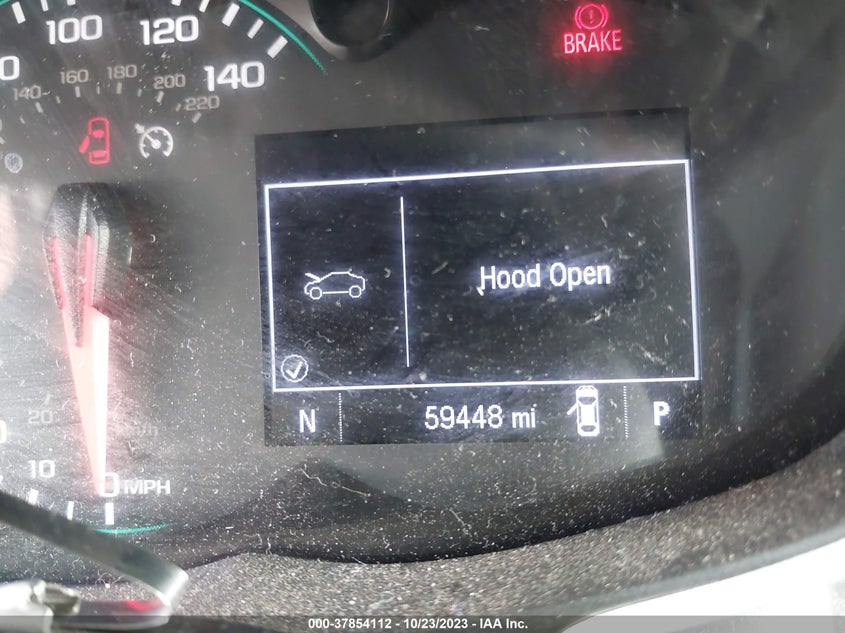 100 120
140
140 160 180 200 220
BRAKE
Hood Open
N 59448 mi P
20
10
0 MPH
000-37854112 - 10/23/2023 - IAA Inc.